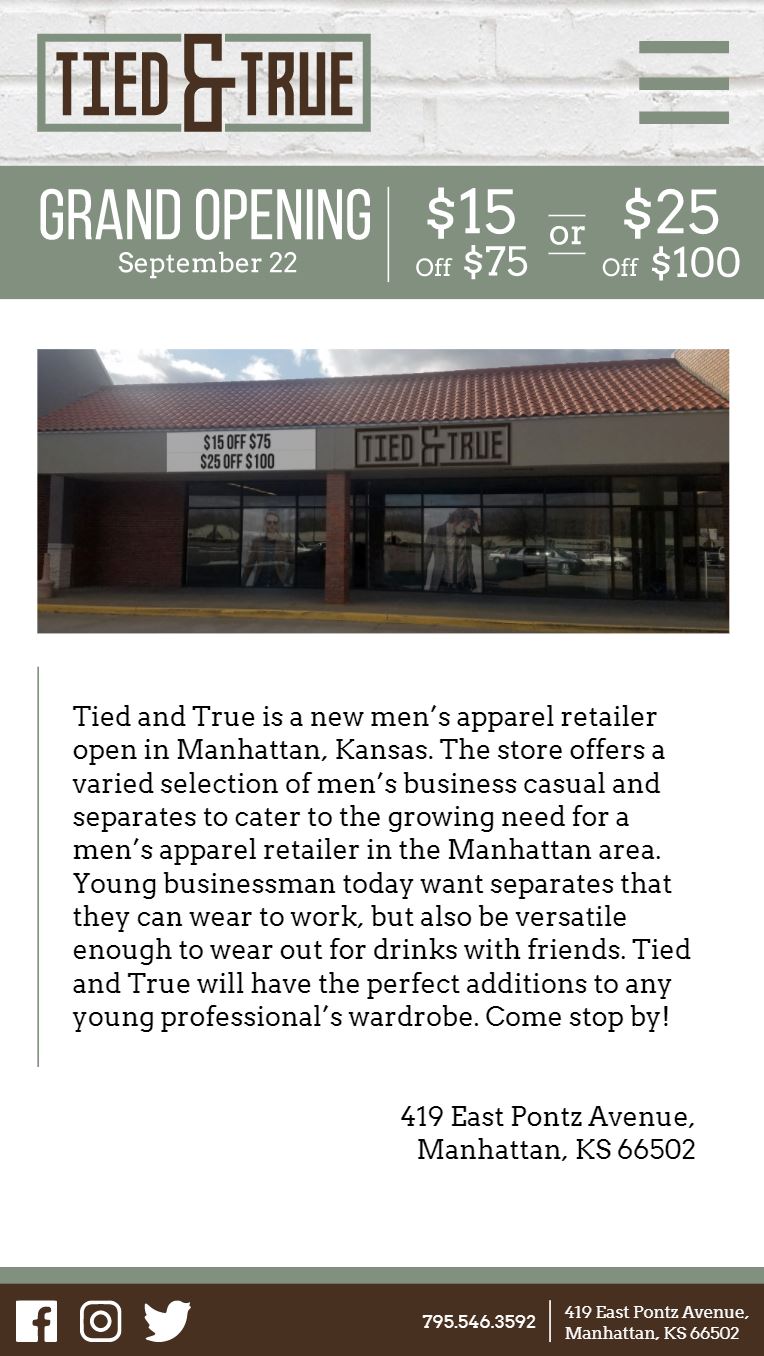 TIED & TRUE
GRAND OPENING
September 22
$15
Off $75
or
$25
Off $100
$15 OFF $75
$25 OFF $100
TIED & TRUE
Tied and True is a new men’s apparel retailer
open in Manhattan, Kansas. The store offers a
varied selection of men’s business casual and
separates to cater to the growing need for a
men’s apparel retailer in the Manhattan area.
Young businessman today want separates that
they can wear to work, but also be versatile
enough to wear out for drinks with friends. Tied
and True will have the perfect additions to any
young professional’s wardrobe. Come stop by!
419 East Pontz Avenue,
Manhattan, KS 66502
795.546.3592
419 East Pontz Avenue,
Manhattan, KS 66502